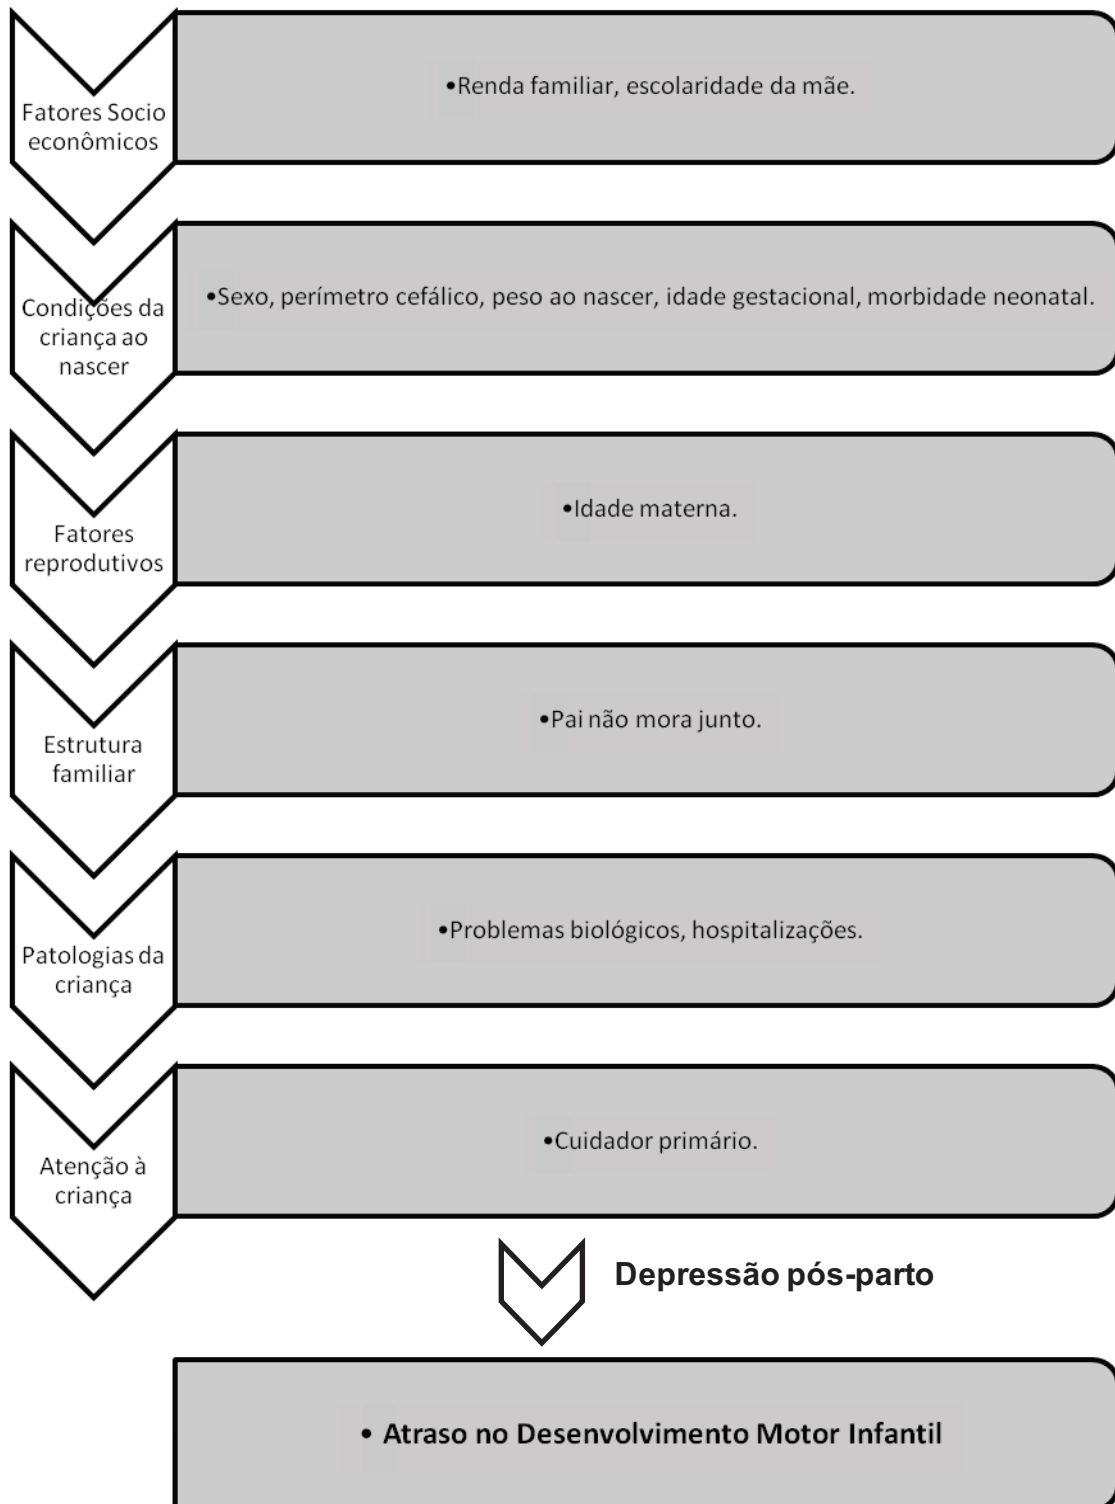 Fatores Socio
econômicos
•Renda familiar, escolaridade da mãe.
Condições da
criança ao
nascer
•Sexo, perímetro cefálico, peso ao nascer, idade gestacional, morbidade neonatal.
Fatores
reprodutivos
•Idade materna.
Estrutura
familiar
•Pai não mora junto.
Patologias da
criança
•Problemas biológicos, hospitalizações.
Atenção à
criança
•Cuidador primário.
Depressão pós-parto
• Atraso no Desenvolvimento Motor Infantil